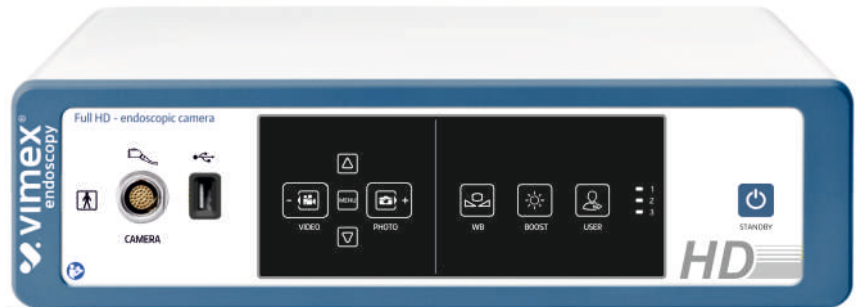 Full HD - endoscopic camera
vimex®
endoscopy
CAMERA
-
MENU
+
VIDEO
PHOTO
WB
BOOST
USER
1
2
3
STANDBY
HD